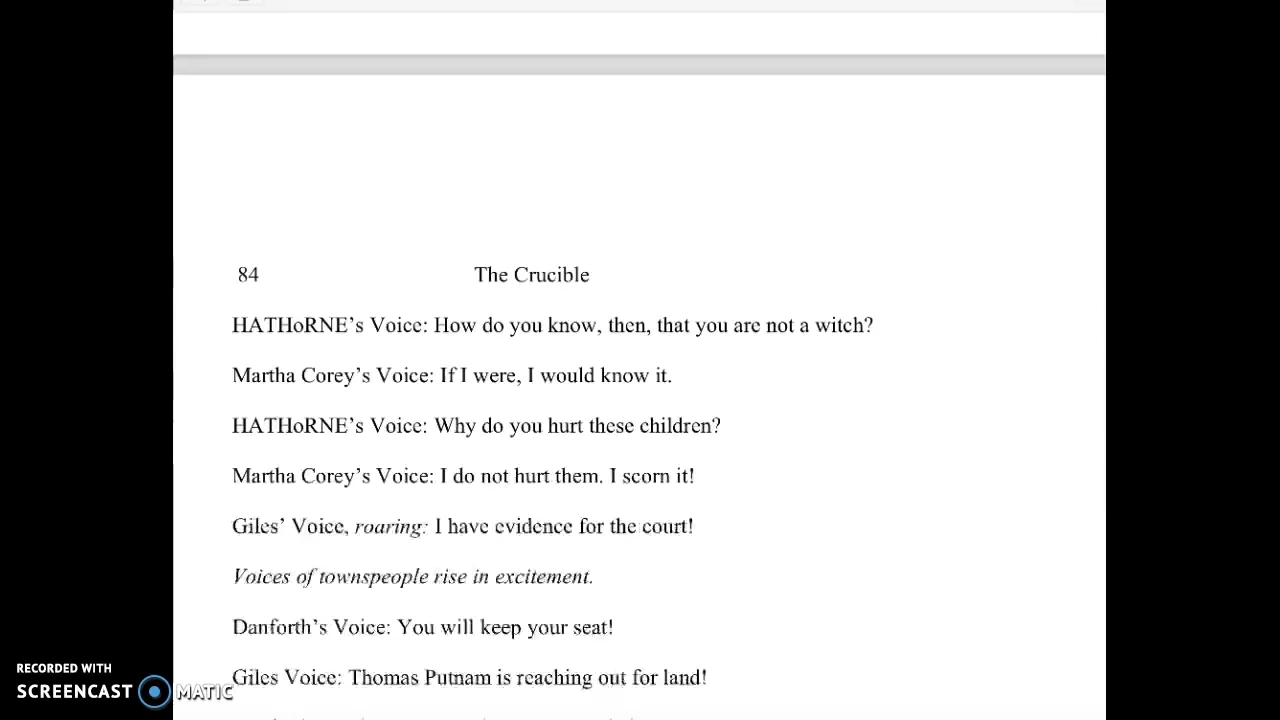 84 The Crucible
HATHoRNE's Voice: How do you know, then, that you are not a witch?
Martha Corey's Voice: If I were, I would know it.
HATHoRNE's Voice: Why do you hurt these children?
Martha Corey's Voice: I do not hurt them. I scorn it!
Giles' Voice, roaring: I have evidence for the court!
Voices of townspeople rise in excitement.
Danforth's Voice: You will keep your seat!
Giles Voice: Thomas Putnam is reaching out for land!
RECORDED WITH
SCREENCAST MATIC